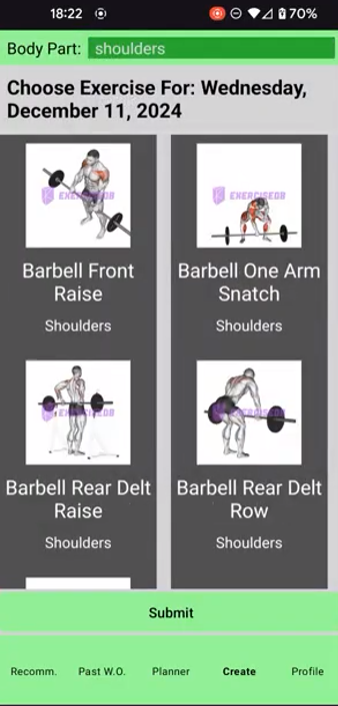 18:22
70%
Body Part: shoulders
Choose Exercise For: Wednesday,
December 11, 2024
EXERCISEDB
EXERCISEDB
Barbell Front
Raise
Barbell One Arm
Snatch
Shoulders
Shoulders
EXERCISEDB
EXERCISEDB
Barbell Rear Delt
Raise
Barbell Rear Delt
Row
Shoulders
Shoulders
Submit
Recomm. Past W.O. Planner Create Profile